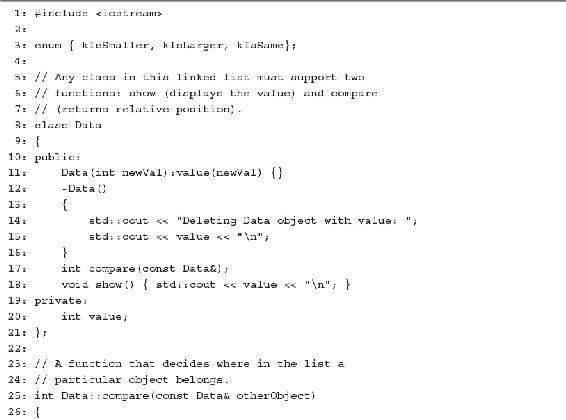 1: #include <iostream>
2:
3: enum { kIsSmaller, kIsLarger, kIsSame};
4:
5: // Any class in this linked list must support two
6: // functions: show (displays the value) and compare
7: // (returns relative position).
8: class Data
9: {
10: public:
11:     Data(int newVal):value(newVal) {}
12:     ~Data()
13:     {
14:         std::cout << "Deleting Data object with value: ";
15:         std::cout << value << "\n";
16:     }
17:     int compare(const Data&);
18:     void show() { std::cout << value << "\n"; }
19: private:
20:     int value;
21: };
22:
23: // A function that decides where in the list a
24: // particular object belongs.
25: int Data::compare(const Data& otherObject)
26: {